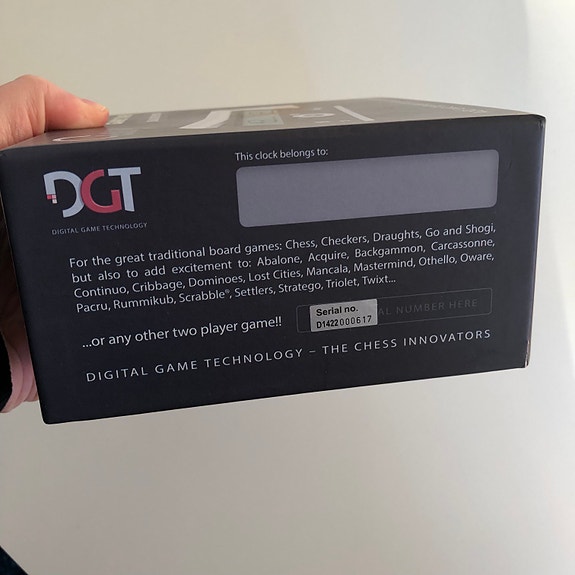 This clock belongs to:
DGT
DIGITAL GAME TECHNOLOGY
For the great traditional board games: Chess, Checkers, Draughts, Go and Shogi,
but also to add excitement to: Abalone, Acquire, Backgammon, Carcassonne,
Continuo, Cribbage, Dominoes, Lost Cities, Mancala, Mastermind, Othello, Oware,
Pacru, Rummikub, Scrabble®, Settlers, Stratego, Triolet, Twixt...
...or any other two player game!!
Serial no.
D1422000617
AL NUMBER HERE
DIGITAL GAME TECHNOLOGY – THE CHESS INNOVATORS